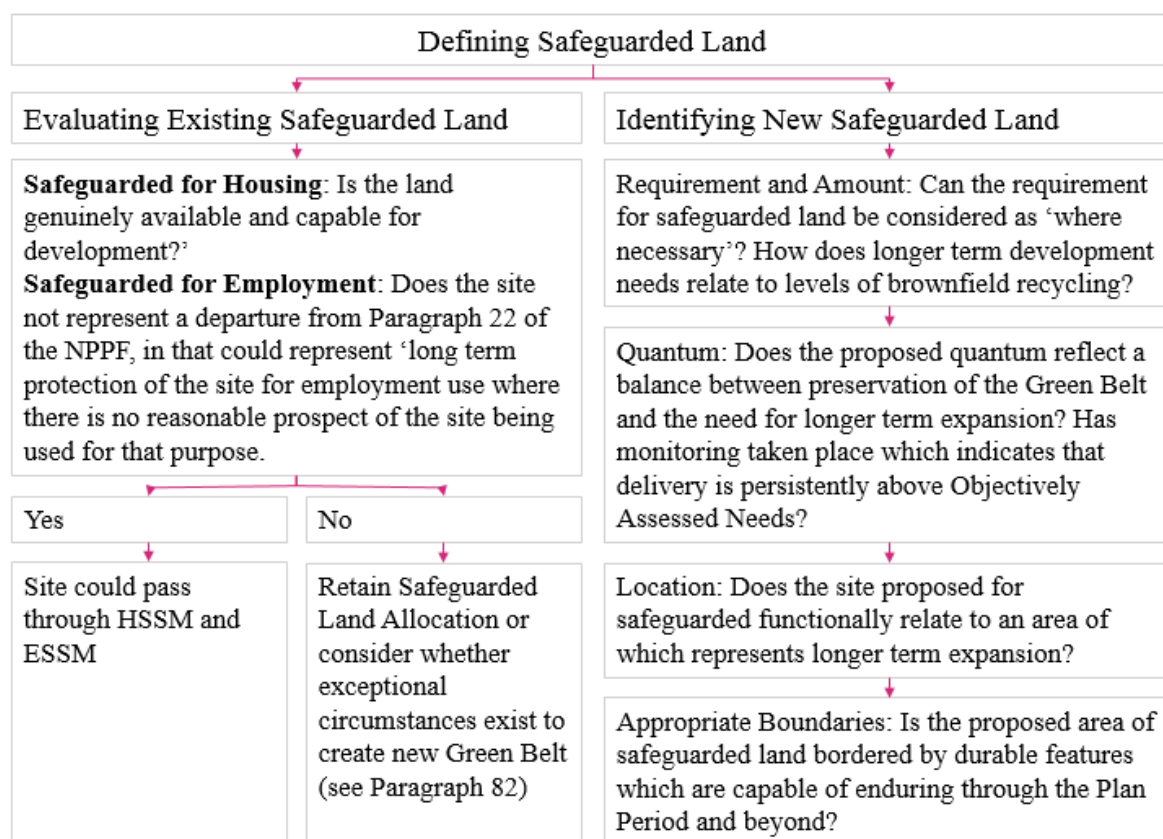 Defining Safeguarded Land
Evaluating Existing Safeguarded Land
Safeguarded for Housing: Is the land
genuinely available and capable for
development?’
Safeguarded for Employment: Does the site
not represent a departure from Paragraph 22 of
the NPPF, in that could represent ‘long term
protection of the site for employment use where
there is no reasonable prospect of the site being
used for that purpose.
Yes
Site could pass
through HSSM and
ESSM
No
Retain Safeguarded
Land Allocation or
consider whether
exceptional
circumstances exist to
create new Green Belt
(see Paragraph 82)
Identifying New Safeguarded Land
Requirement and Amount: Can the requirement
for safeguarded land be considered as ‘where
necessary’? How does longer term development
needs relate to levels of brownfield recycling?
Quantum: Does the proposed quantum reflect a
balance between preservation of the Green Belt
and the need for longer term expansion? Has
monitoring taken place which indicates that
delivery is persistently above Objectively
Assessed Needs?
Location: Does the site proposed for
safeguarded functionally relate to an area of
which represents longer term expansion?
Appropriate Boundaries: Is the proposed area of
safeguarded land bordered by durable features
which are capable of enduring through the Plan
Period and beyond?